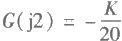 G(j2) = -K/20